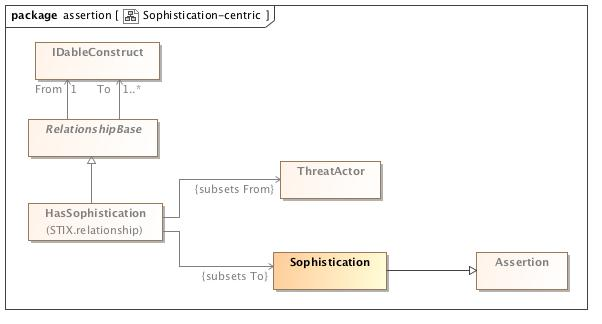 package assertion [ Sophistication-centric ]
IDableConstruct
From 1 To 1..*
RelationshipBase
ThreatActor
{subsets From}
HasSophistication
(STIX.relationship)
Sophistication
Assertion
{subsets To}